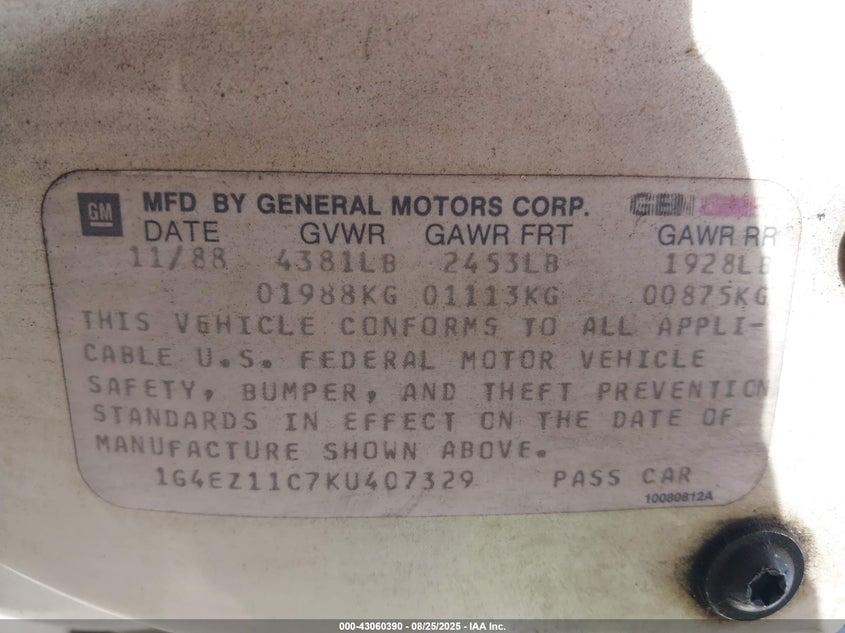 GM MFD BY GENERAL MOTORS CORP.
DATE GVWR GAWR FRT GAWR RR
11/88 4381LB 2453LB 1928LB
01988KG 01113KG 00875KG
THIS VEHICLE CONFORMS TO ALL APPLI-
CABLE U.S. FEDERAL MOTOR VEHICLE
SAFETY, BUMPER, AND THEFT PREVENTION
STANDARDS IN EFFECT ON THE DATE OF
MANUFACTURE SHOWN ABOVE.
1G4EZ11C7KU407329 PASS CAR
10080812A
000-43060390 - 08/25/2025 - IAA Inc.